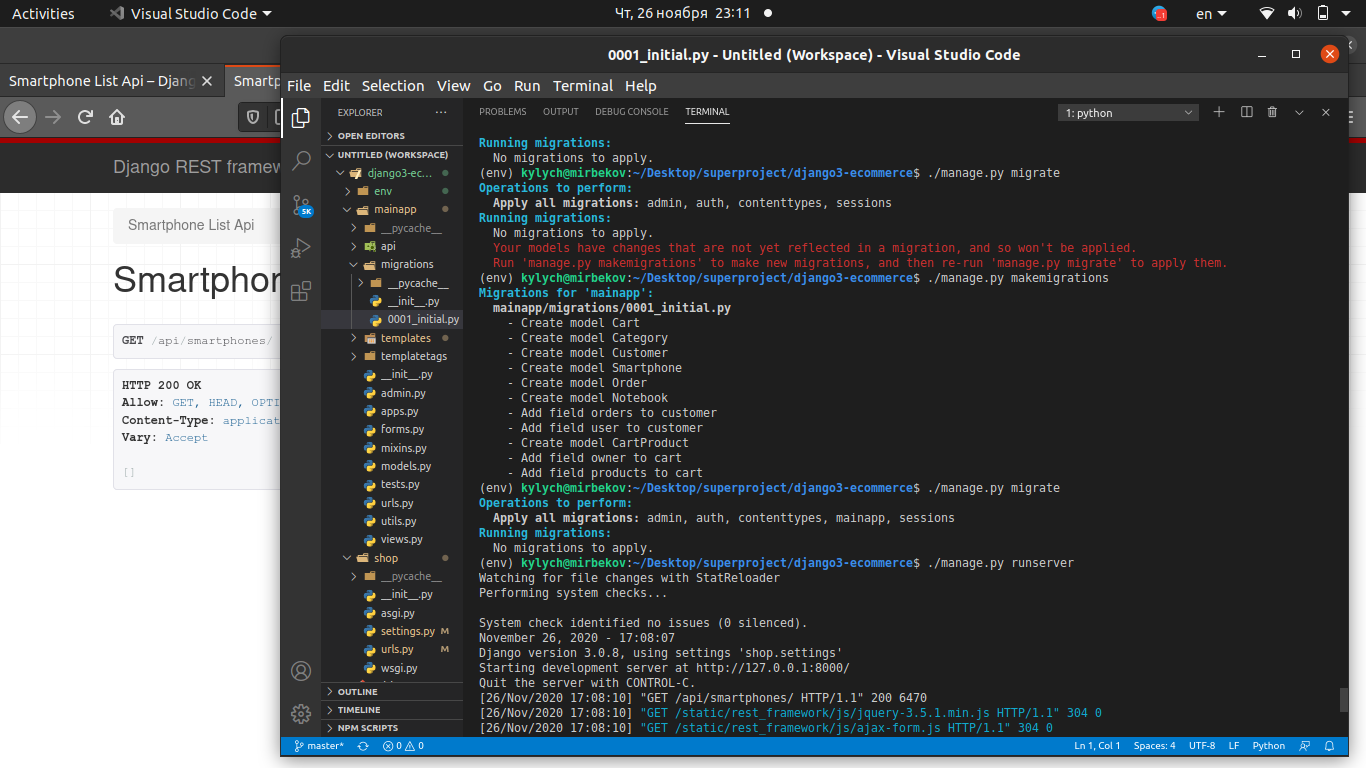 Activities
Visual Studio Code
Чт, 26 ноября 23:11
en
Smartphone List Api – Djang
Smartp
Django REST framew
Smartphone List Api
Smartphon
GET /api/smartphones/
HTTP 200 OK
Allow: GET, HEAD, OPTI
Content-Type: applicat
Vary: Accept
[]
0001_initial.py - Untitled (Workspace) - Visual Studio Code
File Edit Selection View Go Run Terminal Help
5K
EXPLORER ···
OPEN EDITORS
UNTITLED (WORKSPACE)
django3-ec...
env
mainapp
__pycache__
api
migrations
__pycache__
__init__.py
0001_initial.py
templates
templatetags
__init__.py
admin.py
apps.py
forms.py
mixins.py
models.py
tests.py
urls.py
utils.py
views.py
shop
__pycache__
__init__.py
asgi.py
settings.py M
urls.py M
wsgi.py
OUTLINE
TIMELINE
NPM SCRIPTS
PROBLEMS OUTPUT DEBUG CONSOLE TERMINAL
1: python
Running migrations:
No migrations to apply.
(env) kylych@mirbekov:~/Desktop/superproject/django3-ecommerce$ ./manage.py migrate
Operations to perform:
Apply all migrations: admin, auth, contenttypes, sessions
Running migrations:
No migrations to apply.
Your models have changes that are not yet reflected in a migration, and so won't be applied.
Run 'manage.py makemigrations' to make new migrations, and then re-run 'manage.py migrate' to apply them.
(env) kylych@mirbekov:~/Desktop/superproject/django3-ecommerce$ ./manage.py makemigrations
Migrations for 'mainapp':
mainapp/migrations/0001_initial.py
- Create model Cart
- Create model Category
- Create model Customer
- Create model Smartphone
- Create model Order
- Create model Notebook
- Add field orders to customer
- Add field user to customer
- Create model CartProduct
- Add field owner to cart
- Add field products to cart
(env) kylych@mirbekov:~/Desktop/superproject/django3-ecommerce$ ./manage.py migrate
Operations to perform:
Apply all migrations: admin, auth, contenttypes, mainapp, sessions
Running migrations:
No migrations to apply.
(env) kylych@mirbekov:~/Desktop/superproject/django3-ecommerce$ ./manage.py runserver
Watching for file changes with StatReloader
Performing system checks...
System check identified no issues (0 silenced).
November 26, 2020 - 17:08:07
Django version 3.0.8, using settings 'shop.settings'
Starting development server at http://127.0.0.1:8000/
Quit the server with CONTROL-C.
[26/Nov/2020 17:08:10] "GET /api/smartphones/ HTTP/1.1" 200 6470
[26/Nov/2020 17:08:10] "GET /static/rest_framework/js/jquery-3.5.1.min.js HTTP/1.1" 304 0
[26/Nov/2020 17:08:10] "GET /static/rest_framework/js/ajax-form.js HTTP/1.1" 304 0
master* 0 0
Ln 1, Col 1 Spaces: 4 UTF-8 LF Python